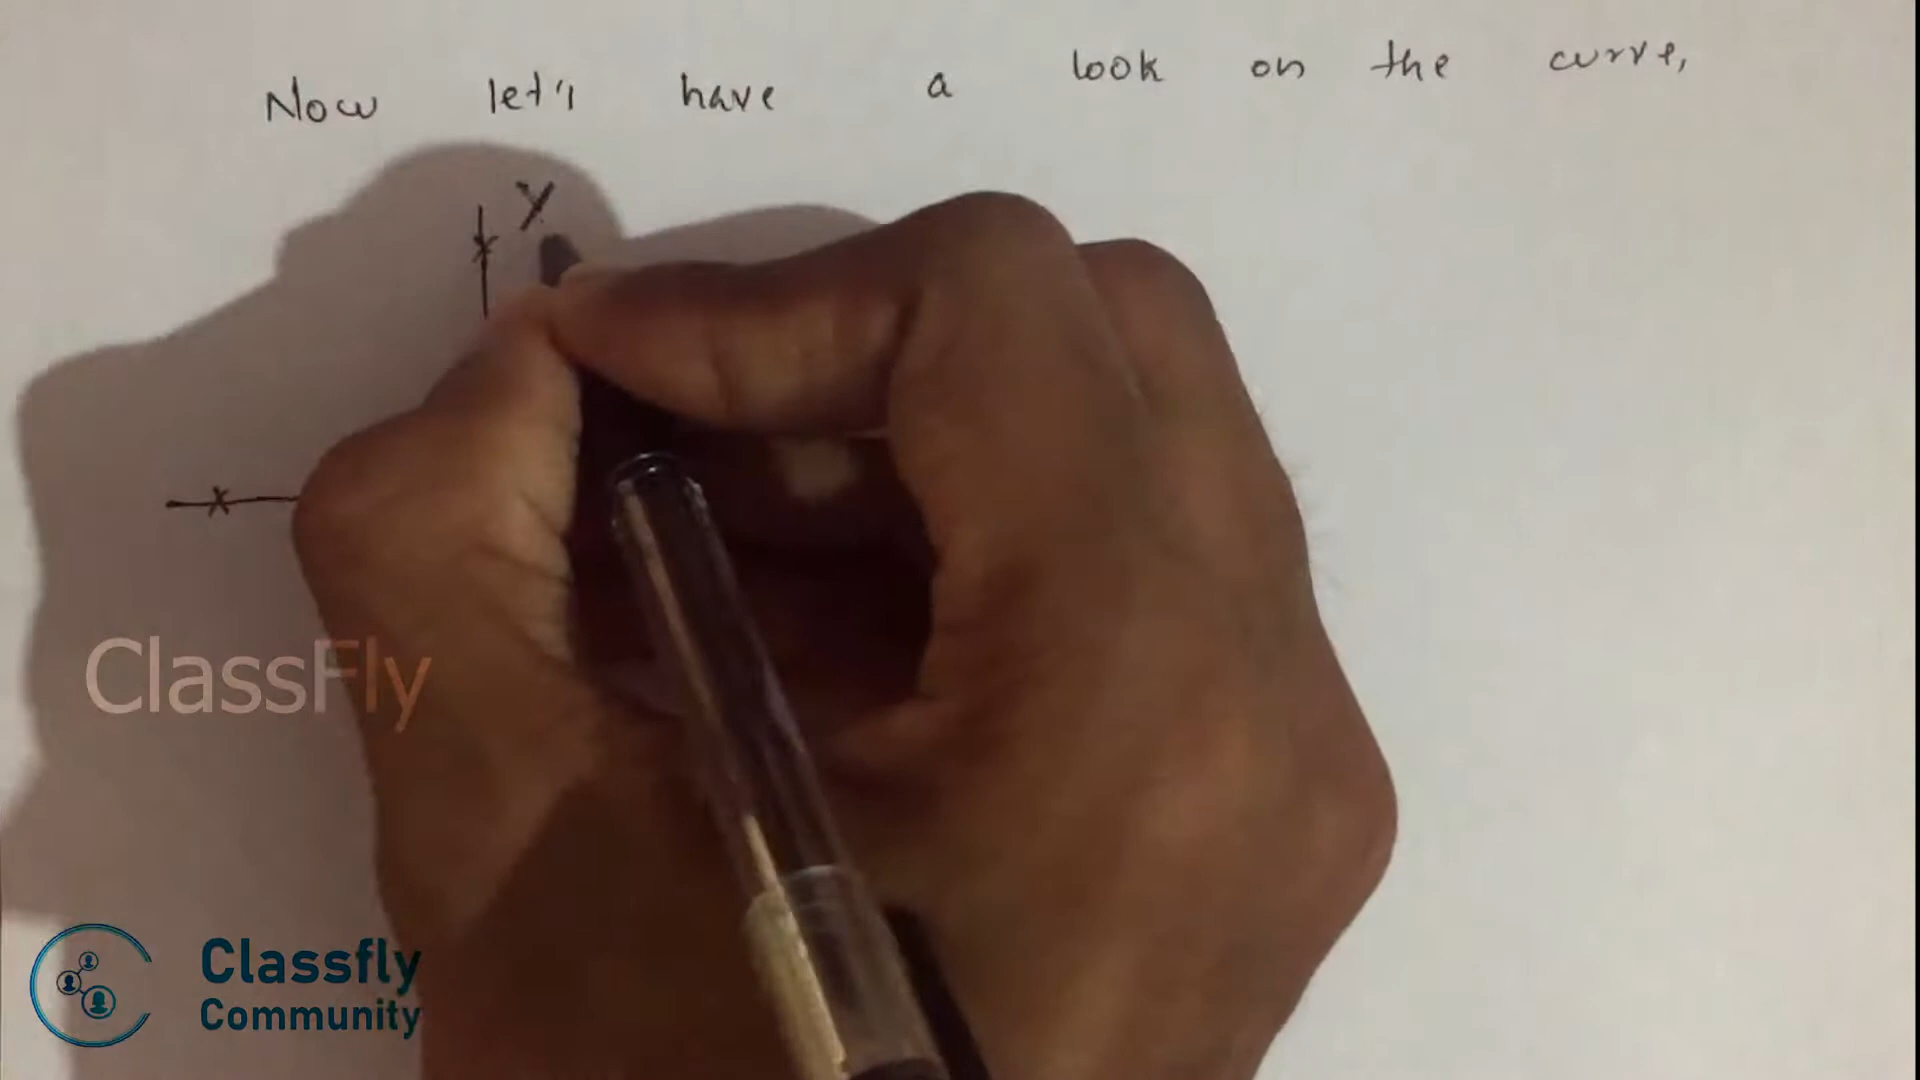 Now let's have a look on the curve,
Y
ClassFly
Classfly
Community